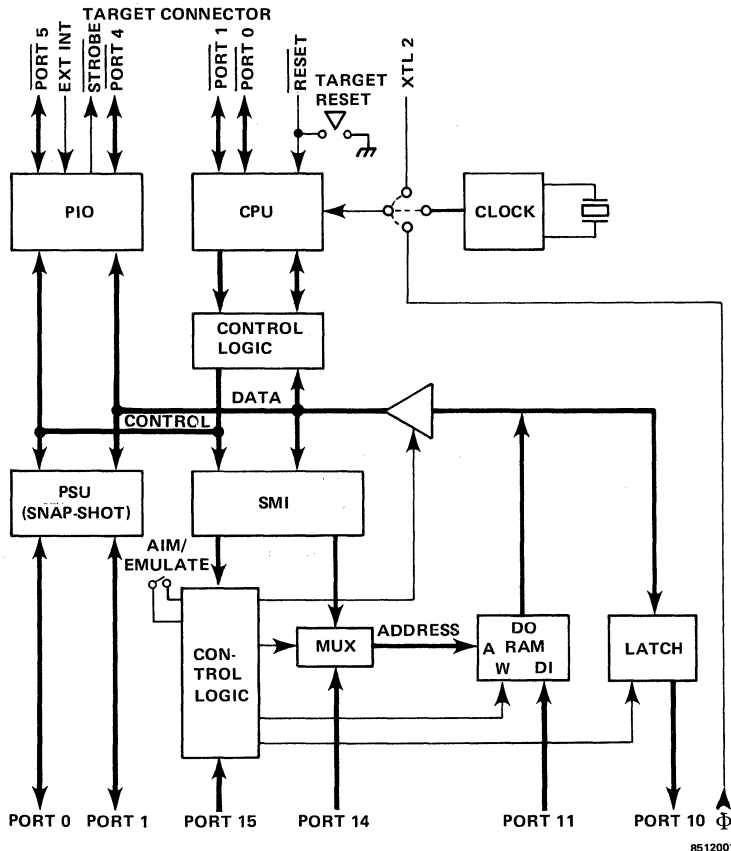 TARGET CONNECTOR
PORT 5
EXT INT
STROBE
PORT 4
PORT 1
PORT 0
RESET
TARGET
RESET
XTL 2
PIO
CPU
CLOCK
CONTROL
LOGIC
DATA
CONTROL
PSU
(SNAP-SHOT)
SMI
AIM/
EMULATE
CON-
TROL
LOGIC
MUX
ADDRESS
DO
A RAM
W DI
LATCH
PORT 0
PORT 1
PORT 15
PORT 14
PORT 11
PORT 10
Φ
8512001